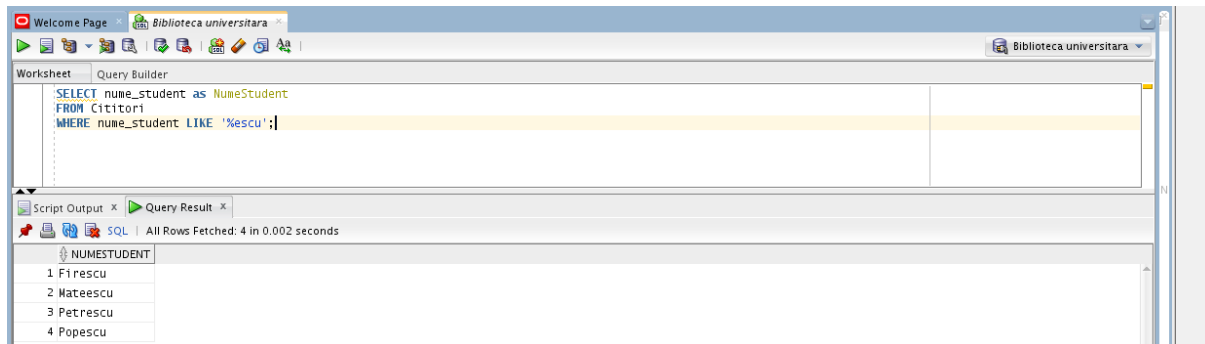 Welcome Page Biblioteca universitara
Biblioteca universitara
Worksheet Query Builder
SELECT nume_student as NumeStudent
FROM Cititori
WHERE nume_student LIKE '%escu';
Script Output x Query Result x
SQL | All Rows Fetched: 4 in 0.002 seconds
NUMESTUDENT
1 Firescu
2 Mateescu
3 Petrescu
4 Popescu
N